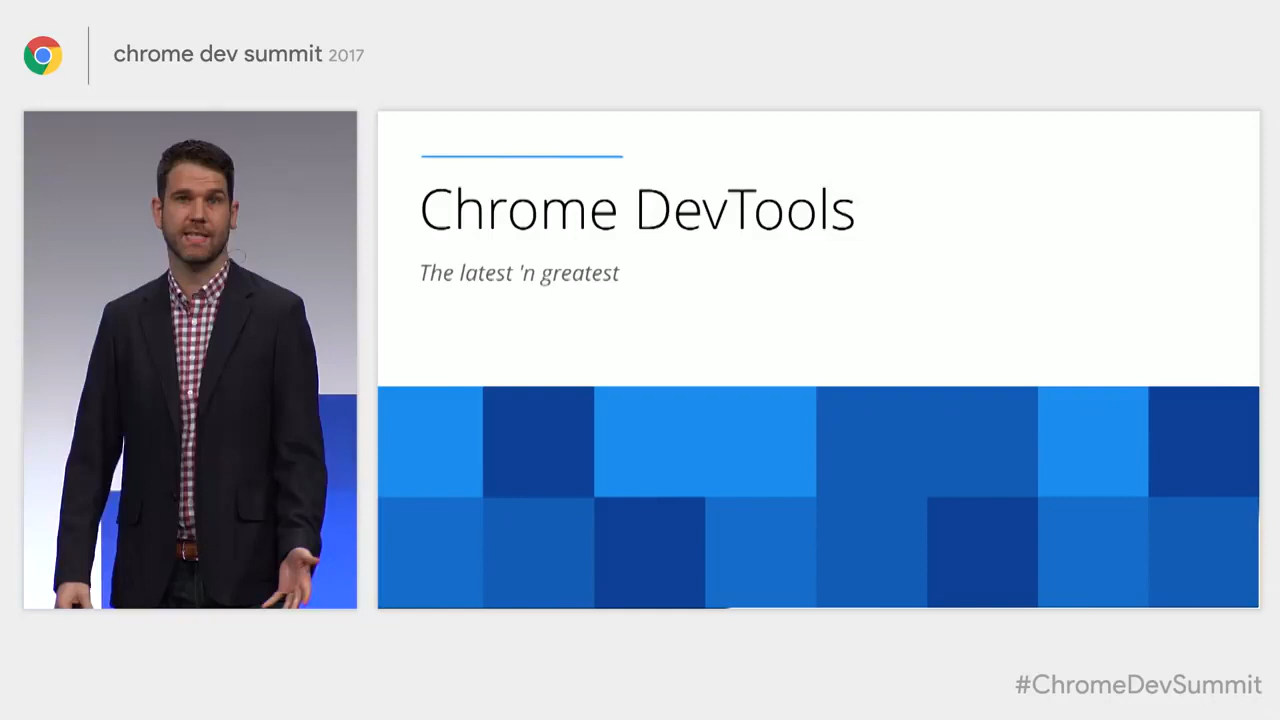 chrome dev summit 2017
Chrome DevTools
The latest 'n greatest
#ChromeDevSummit